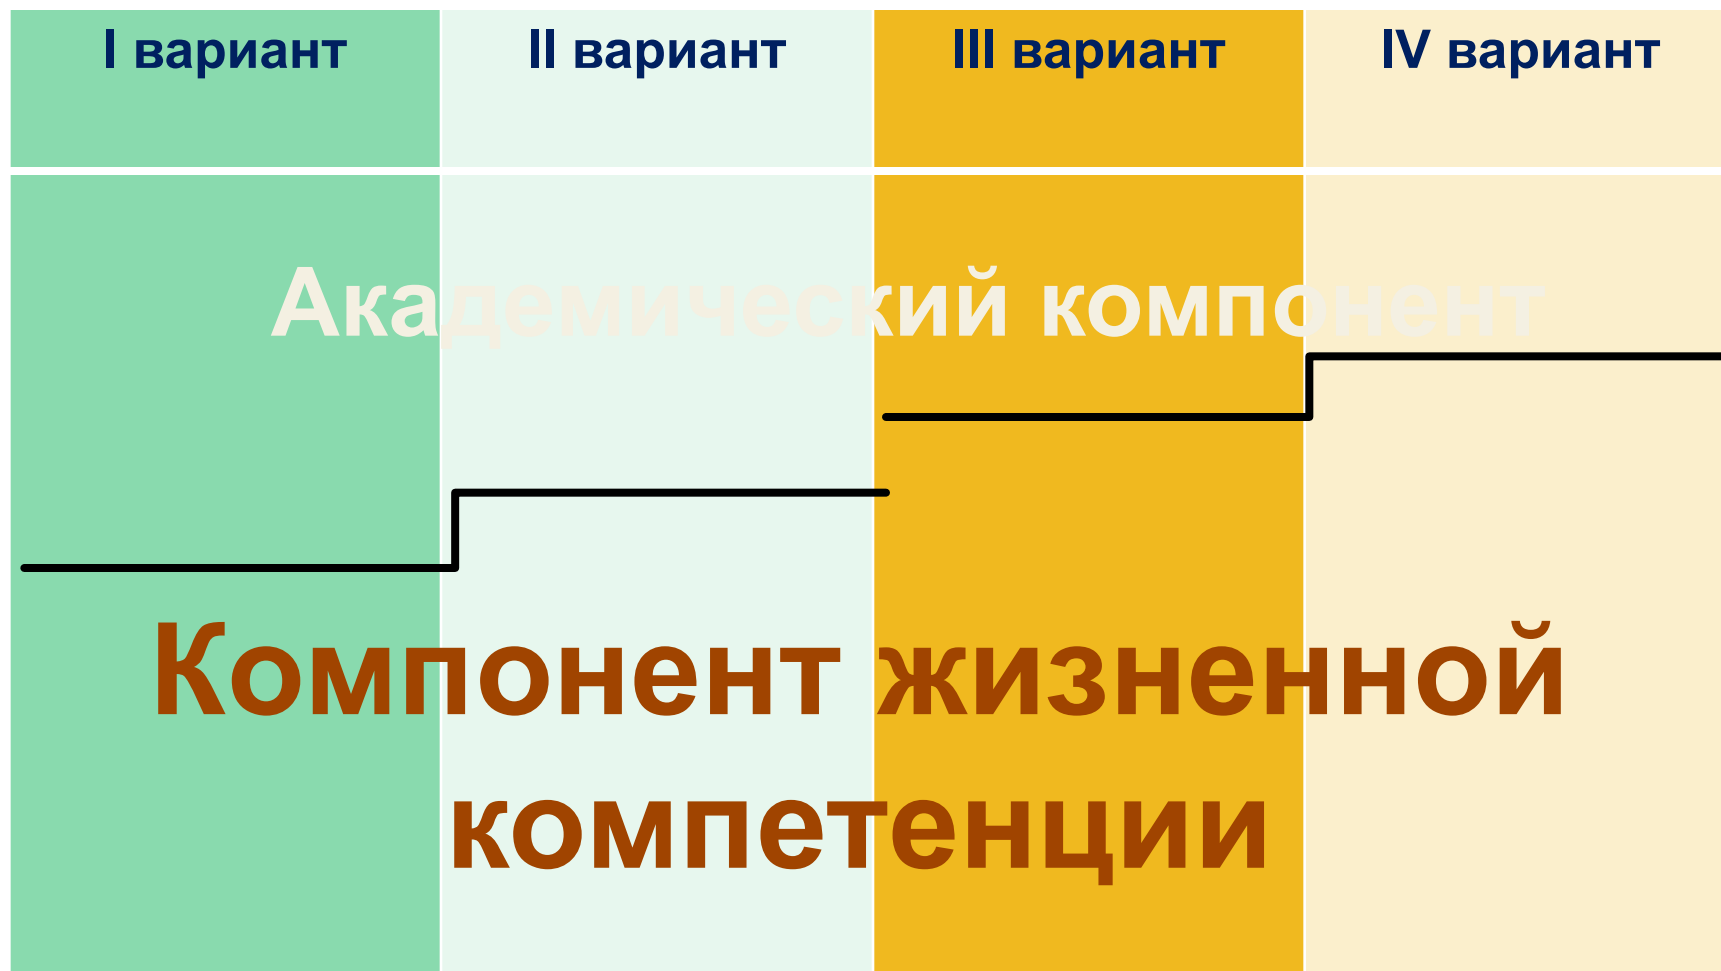 I вариант
II вариант
III вариант
IV вариант
Академический компонент
Компонент жизненной
компетенции